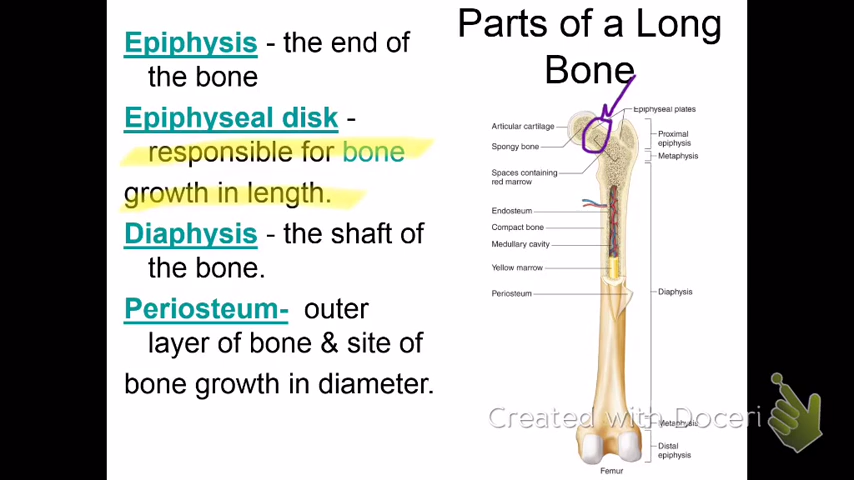 Parts of a Long
Bone
Epiphysis - the end of
the bone
Epiphyseal disk -
responsible for bone
growth in length.
Diaphysis - the shaft of
the bone.
Periosteum- outer
layer of bone & site of
bone growth in diameter.
Epiphyseal plates
Articular cartilage
Spongy bone
Proximal
epiphysis
Metaphysis
Spaces containing
red marrow
Endosteum
Compact bone
Medullary cavity
Yellow marrow
Periosteum
Diaphysis
Metaphysis
Distal
epiphysis
Femur
Created with Doceri